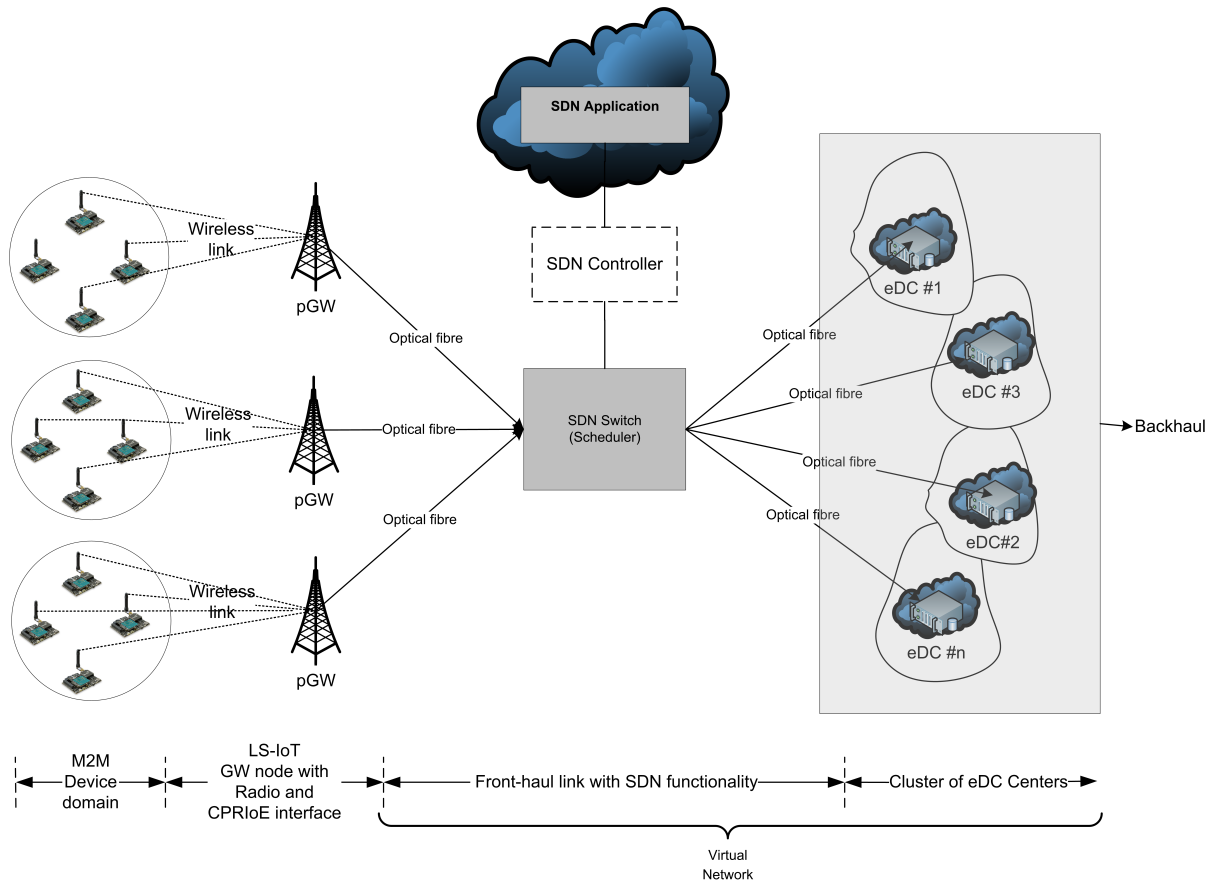 SDN Application
SDN Controller
Wireless
link
pGW
Optical fibre
Wireless
link
pGW
Optical fibre
Wireless
link
pGW
Optical fibre
SDN Switch
(Scheduler)
Optical fibre
Optical fibre
Optical fibre
Optical fibre
eDC #1
eDC #3
eDC#2
eDC #n
Backhaul
M2M
Device
domain
LS-IoT
GW node with
Radio and
CPRIoE interface
Front-haul link with SDN functionality
Cluster of eDC Centers
Virtual
Network